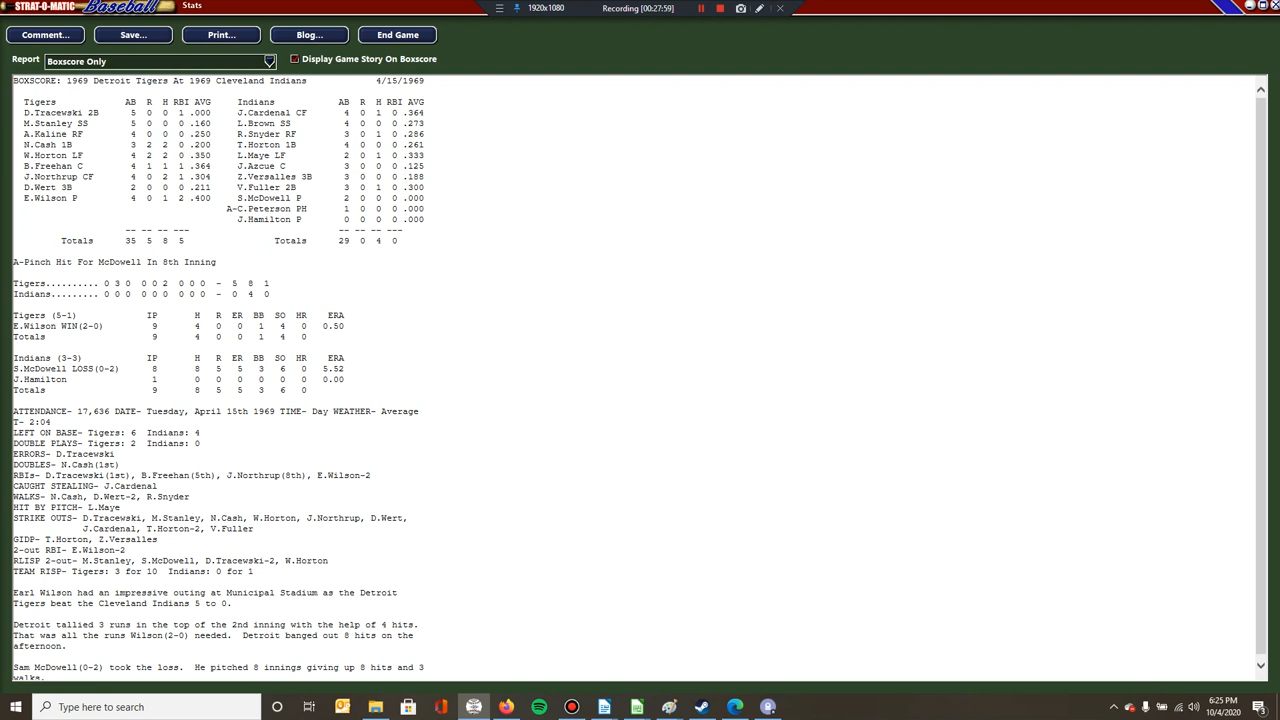 STRAT-O-MATIC Baseball Stats
1920x1080 Recording [00:27:59]
Comment... Save... Print... Blog... End Game
Report Boxscore Only Display Game Story On Boxscore
BOXSCORE: 1969 Detroit Tigers At 1969 Cleveland Indians 4/15/1969
Tigers AB R H RBI AVG Indians AB R H RBI AVG
D.Tracewski 2B 5 0 0 1 .000 J.Cardenal CF 4 0 1 0 .364
M.Stanley SS 5 0 0 0 .160 L.Brown SS 4 0 0 0 .273
A.Kaline RF 4 0 0 0 .250 R.Snyder RF 3 0 1 0 .286
N.Cash 1B 3 2 2 0 .200 T.Horton 1B 4 0 0 0 .261
W.Horton LF 4 2 2 0 .350 L.Maye LF 2 0 1 0 .333
B.Freehan C 4 1 1 1 .364 J.Azcue C 3 0 0 0 .125
J.Northrup CF 4 0 2 1 .304 Z.Versalles 3B 3 0 0 0 .188
D.Wert 3B 2 0 0 0 .211 V.Fuller 2B 3 0 1 0 .300
E.Wilson P 4 0 1 2 .400 S.McDowell P 2 0 0 0 .000
A-C.Peterson PH 1 0 0 0 .000
J.Hamilton P 0 0 0 0 .000
-- -- -- --- -- -- -- ---
Totals 35 5 8 5 Totals 29 0 4 0
A-Pinch Hit For McDowell In 8th Inning
Tigers.......... 0 3 0 0 0 2 0 0 0 - 5 8 1
Indians......... 0 0 0 0 0 0 0 0 0 - 0 4 0
Tigers (5-1) IP H R ER BB SO HR ERA
E.Wilson WIN(2-0) 9 4 0 0 1 4 0 0.50
Totals 9 4 0 0 1 4 0
Indians (3-3) IP H R ER BB SO HR ERA
S.McDowell LOSS(0-2) 8 8 5 5 3 6 0 5.52
J.Hamilton 1 0 0 0 0 0 0 0.00
Totals 9 8 5 5 3 6 0
ATTENDANCE- 17,636 DATE- Tuesday, April 15th 1969 TIME- Day WEATHER- Average
T- 2:04
LEFT ON BASE- Tigers: 6 Indians: 4
DOUBLE PLAYS- Tigers: 2 Indians: 0
ERRORS- D.Tracewski
DOUBLES- N.Cash(1st)
RBIs- D.Tracewski(1st), B.Freehan(5th), J.Northrup(8th), E.Wilson-2
CAUGHT STEALING- J.Cardenal
WALKS- N.Cash, D.Wert-2, R.Snyder
HIT BY PITCH- L.Maye
STRIKE OUTS- D.Tracewski, M.Stanley, N.Cash, W.Horton, J.Northrup, D.Wert,
J.Cardenal, T.Horton-2, V.Fuller
GIDP- T.Horton, Z.Versalles
2-out RBI- E.Wilson-2
RLISP 2-out- M.Stanley, S.McDowell, D.Tracewski-2, W.Horton
TEAM RISP- Tigers: 3 for 10 Indians: 0 for 1
Earl Wilson had an impressive outing at Municipal Stadium as the Detroit
Tigers beat the Cleveland Indians 5 to 0.
Detroit tallied 3 runs in the top of the 2nd inning with the help of 4 hits.
That was all the runs Wilson(2-0) needed. Detroit banged out 8 hits on the
afternoon.
Sam McDowell(0-2) took the loss. He pitched 8 innings giving up 8 hits and 3
walks.
Type here to search
6:25 PM
10/4/2020